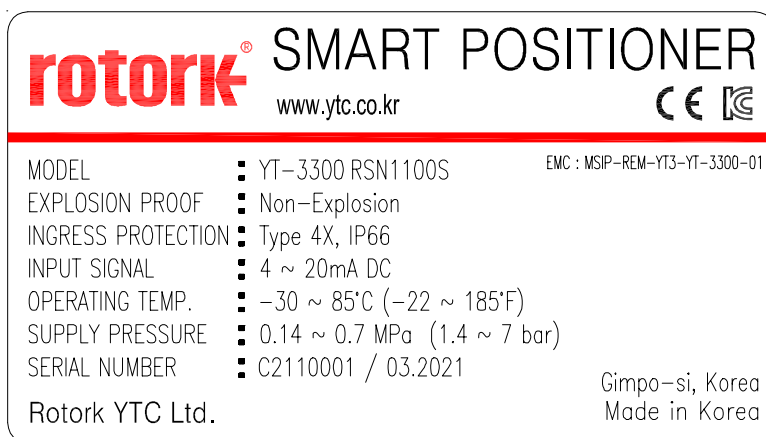 rotork® SMART POSITIONER
www.ytc.co.kr
CE KC
MODEL : YT-3300 RSN1100S
EMC : MSIP-REM-YT3-YT-3300-01
EXPLOSION PROOF : Non-Explosion
INGRESS PROTECTION : Type 4X, IP66
INPUT SIGNAL : 4 ~ 20mA DC
OPERATING TEMP. : -30 ~ 85°C (-22 ~ 185°F)
SUPPLY PRESSURE : 0.14 ~ 0.7 MPa (1.4 ~ 7 bar)
SERIAL NUMBER : C2110001 / 03.2021
Rotork YTC Ltd.
Gimpo-si, Korea
Made in Korea